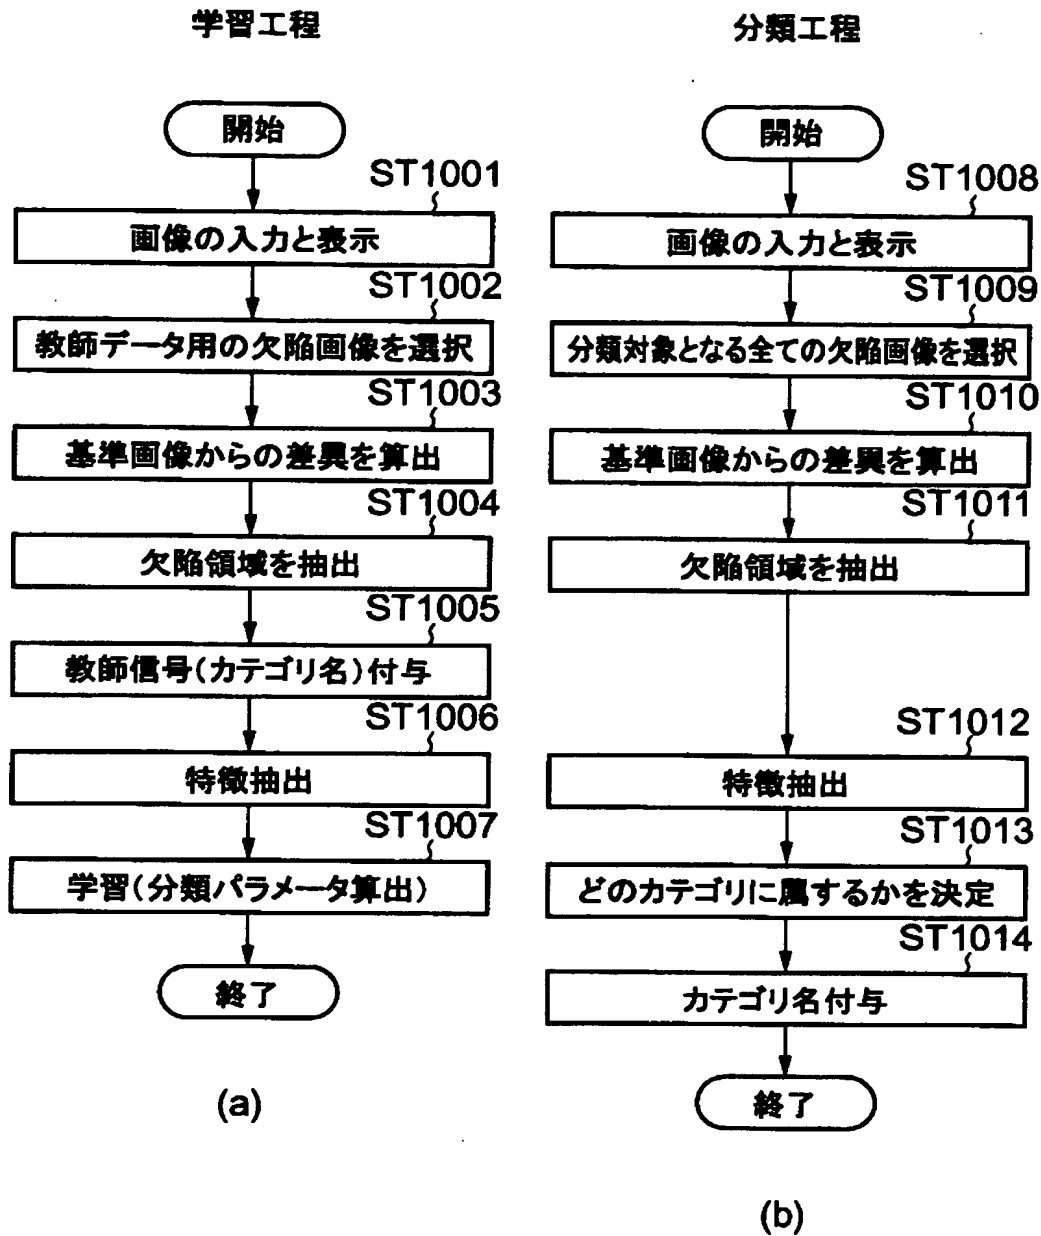 学習工程
開始
ST1001
画像の入力と表示
ST1002
教師データ用の欠陥画像を選択
ST1003
基準画像からの差異を算出
ST1004
欠陥領域を抽出
ST1005
教師信号(カテゴリ名)付与
ST1006
特徴抽出
ST1007
学習(分類パラメータ算出)
終了
(a)
分類工程
開始
ST1008
画像の入力と表示
ST1009
分類対象となる全ての欠陥画像を選択
ST1010
基準画像からの差異を算出
ST1011
欠陥領域を抽出
ST1012
特徴抽出
ST1013
どのカテゴリに属するかを決定
ST1014
カテゴリ名付与
終了
(b)